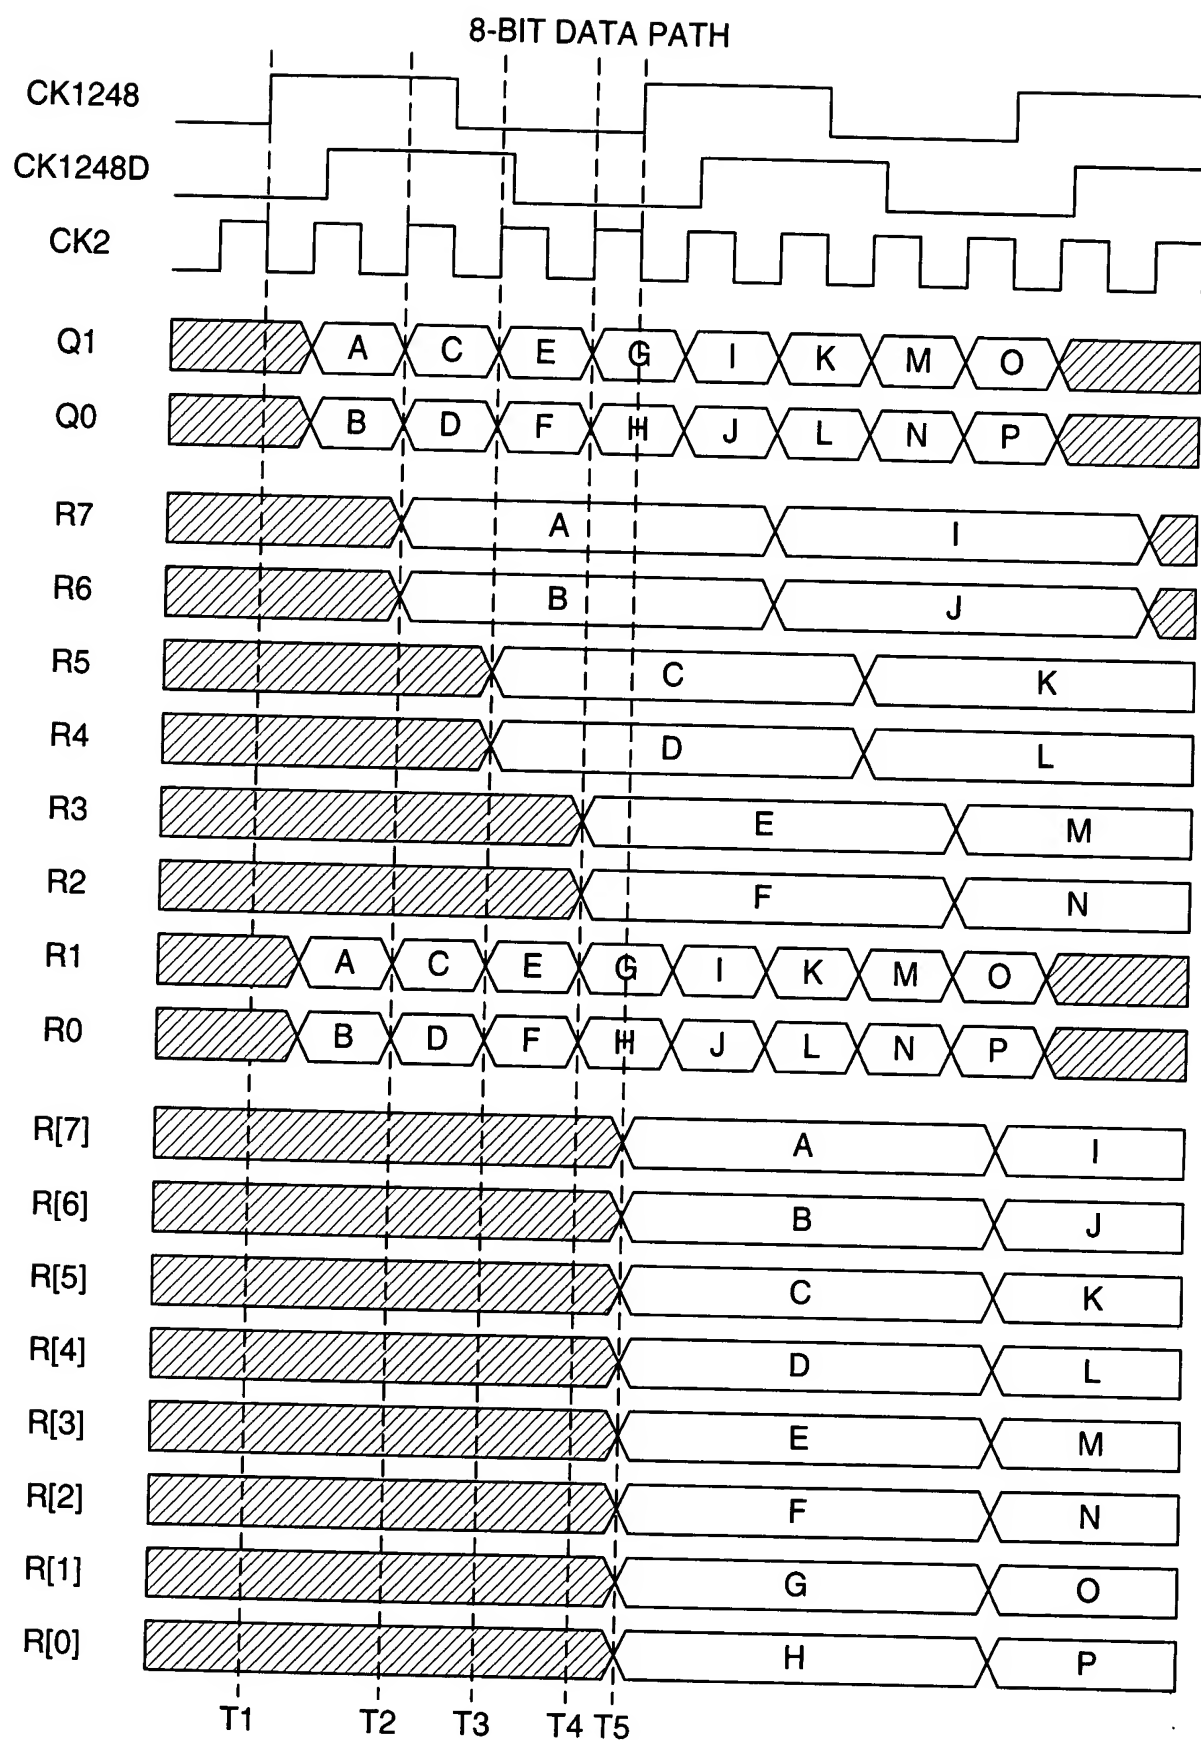 8-BIT DATA PATH
CK1248
CK1248D
CK2
Q1 A C E G I K M O
Q0 B D F H J L N P
R7 A I
R6 B J
R5 C K
R4 D L
R3 E M
R2 F N
R1 A C E G I K M O
R0 B D F H J L N P
R[7] A I
R[6] B J
R[5] C K
R[4] D L
R[3] E M
R[2] F N
R[1] G O
R[0] H P
T1 T2 T3 T4 T5